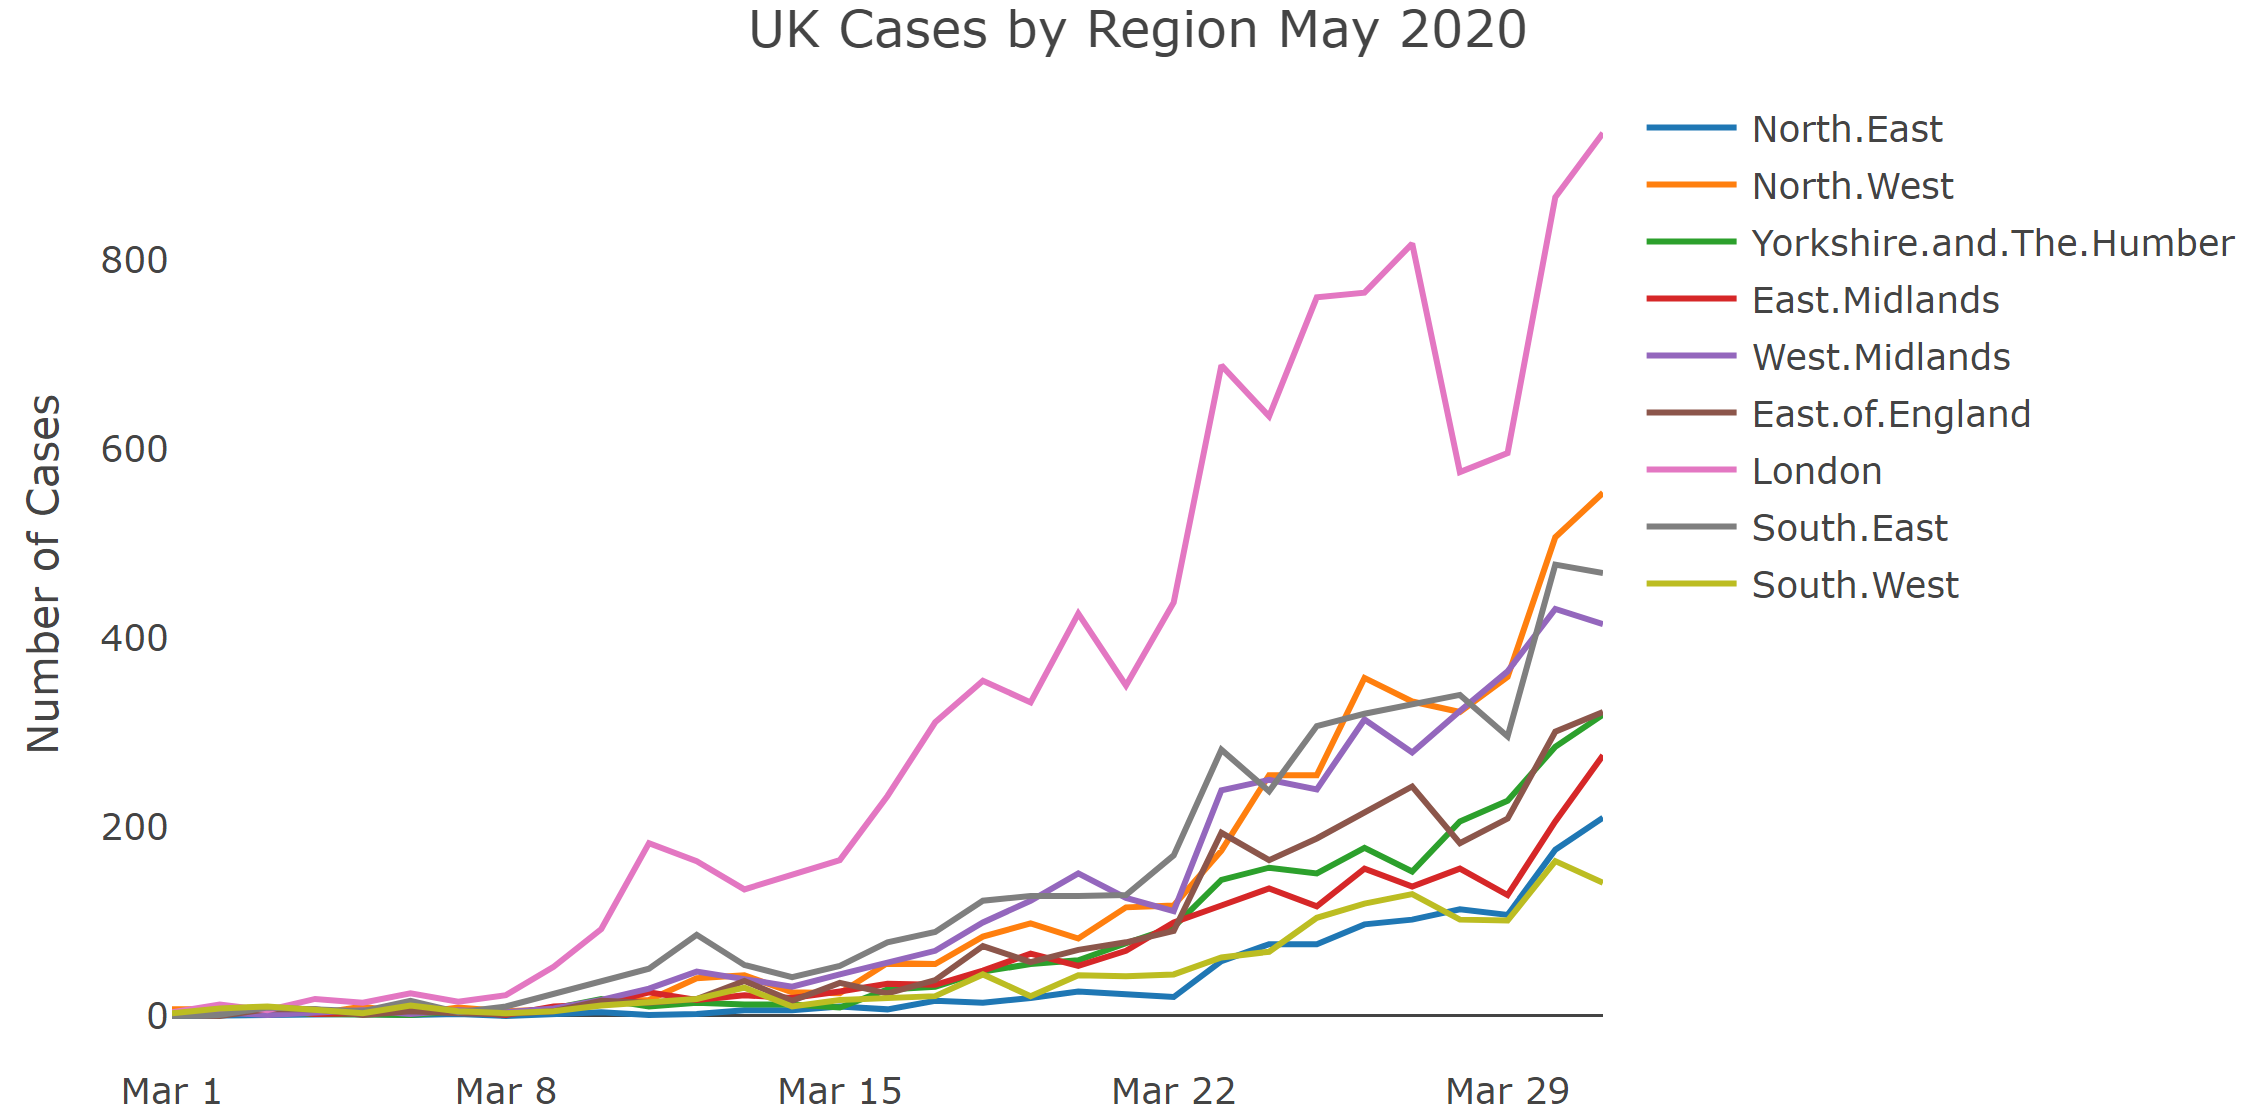 UK Cases by Region May 2020
Number of Cases
800
600
400
200
0
Mar 1
Mar 8
Mar 15
Mar 22
Mar 29
North.East
North.West
Yorkshire.and.The.Humber
East.Midlands
West.Midlands
East.of.England
London
South.East
South.West